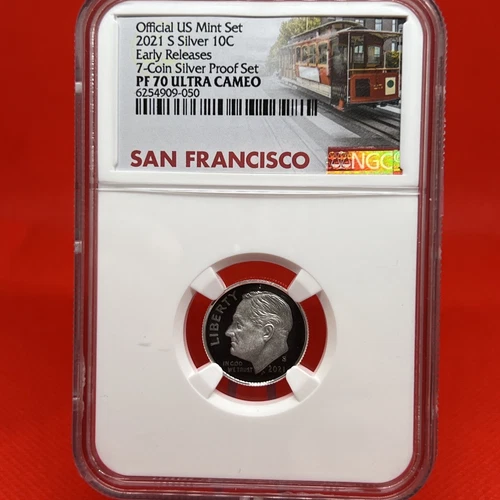 Official US Mint Set
2021 S Silver 10C
Early Releases
7-Coin Silver Proof Set
PF 70 ULTRA CAMEO
6254909-050
SAN FRANCISCO
NGC
LIBERTY
IN GOD
WE TRUST
S
2021